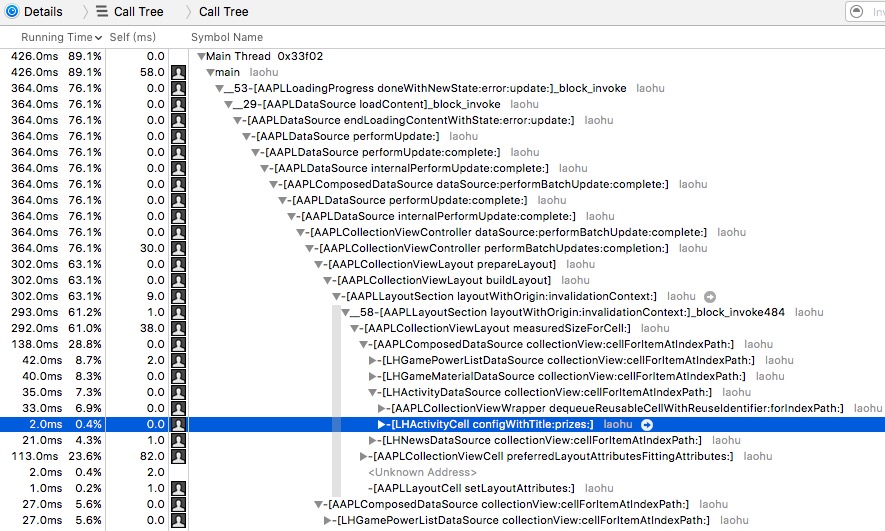 Details Call Tree Call Tree Inv
Running Time Self (ms) Symbol Name
426.0ms 89.1% 0.0 Main Thread 0x33f02
426.0ms 89.1% 58.0 main laohu
364.0ms 76.1% 0.0 __53-[AAPLLoadingProgress doneWithNewState:error:update:]_block_invoke laohu
364.0ms 76.1% 0.0 __29-[AAPLDataSource loadContent]_block_invoke laohu
364.0ms 76.1% 0.0 -[AAPLDataSource endLoadingContentWithState:error:update:] laohu
364.0ms 76.1% 0.0 -[AAPLDataSource performUpdate:] laohu
364.0ms 76.1% 0.0 -[AAPLDataSource performUpdate:complete:] laohu
364.0ms 76.1% 0.0 -[AAPLDataSource internalPerformUpdate:complete:] laohu
364.0ms 76.1% 0.0 -[AAPLComposedDataSource dataSource:performBatchUpdate:complete:] laohu
364.0ms 76.1% 0.0 -[AAPLDataSource performUpdate:complete:] laohu
364.0ms 76.1% 0.0 -[AAPLDataSource internalPerformUpdate:complete:] laohu
364.0ms 76.1% 0.0 -[AAPLCollectionViewController dataSource:performBatchUpdate:complete:] laohu
364.0ms 76.1% 30.0 -[AAPLCollectionViewController performBatchUpdates:completion:] laohu
302.0ms 63.1% 0.0 -[AAPLCollectionViewLayout prepareLayout] laohu
302.0ms 63.1% 0.0 -[AAPLCollectionViewLayout buildLayout] laohu
302.0ms 63.1% 9.0 -[AAPLLayoutSection layoutWithOrigin:invalidationContext:] laohu
293.0ms 61.2% 1.0 __58-[AAPLLayoutSection layoutWithOrigin:invalidationContext:]_block_invoke484 laohu
292.0ms 61.0% 38.0 -[AAPLCollectionViewLayout measuredSizeForCell:] laohu
138.0ms 28.8% 0.0 -[AAPLComposedDataSource collectionView:cellForItemAtIndexPath:] laohu
42.0ms 8.7% 2.0 -[LHGamePowerListDataSource collectionView:cellForItemAtIndexPath:] laohu
40.0ms 8.3% 0.0 -[LHGameMaterialDataSource collectionView:cellForItemAtIndexPath:] laohu
35.0ms 7.3% 0.0 -[LHActivityDataSource collectionView:cellForItemAtIndexPath:] laohu
33.0ms 6.9% 0.0 -[AAPLCollectionViewWrapper dequeueReusableCellWithReuseIdentifier:forIndexPath:] laohu
2.0ms 0.4% 0.0 -[LHActivityCell configWithTitle:prizes:] laohu
21.0ms 4.3% 1.0 -[LHNewsDataSource collectionView:cellForItemAtIndexPath:] laohu
113.0ms 23.6% 82.0 -[AAPLCollectionViewCell preferredLayoutAttributesFittingAttributes:] laohu
2.0ms 0.4% 2.0 <Unknown Address>
1.0ms 0.2% 1.0 -[AAPLLayoutCell setLayoutAttributes:] laohu
27.0ms 5.6% 0.0 -[AAPLComposedDataSource collectionView:cellForItemAtIndexPath:] laohu
27.0ms 5.6% 0.0 -[LHGamePowerListDataSource collectionView:cellForItemAtIndexPath:] laohu